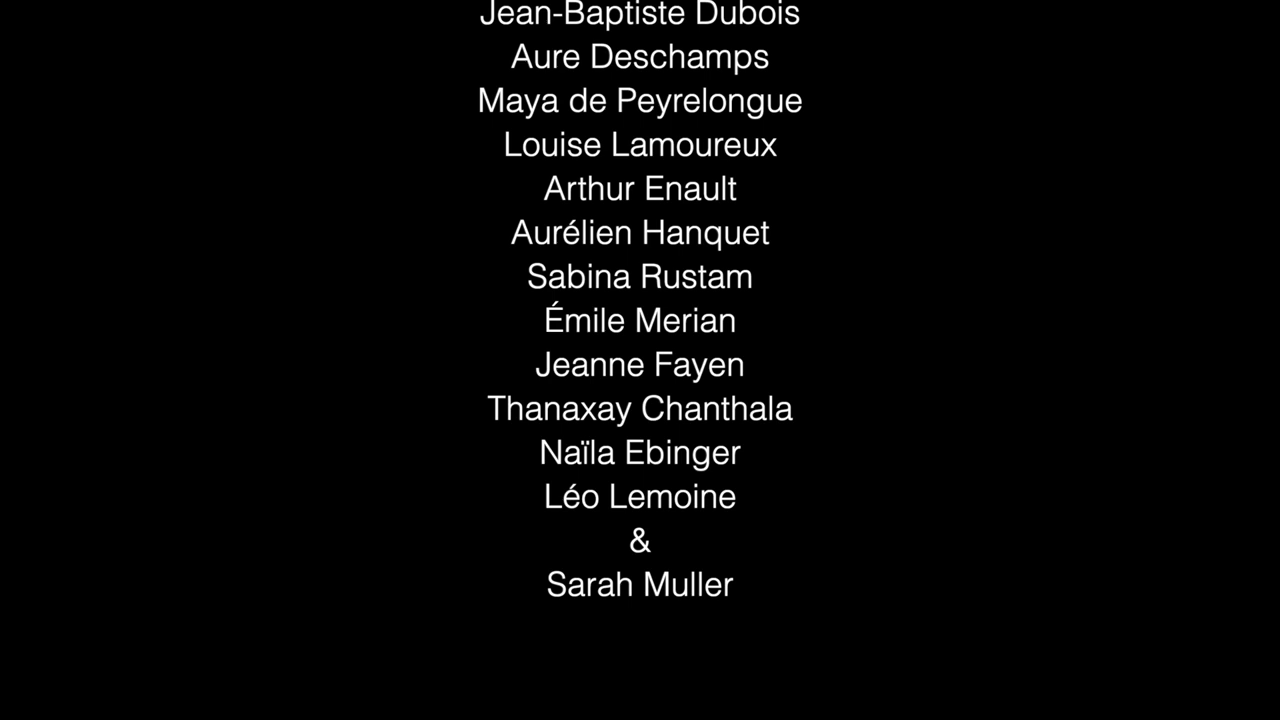 Jean-Baptiste Dubois
Aure Deschamps
Maya de Peyrelongue
Louise Lamoureux
Arthur Enault
Aurélien Hanquet
Sabina Rustam
Émile Merian
Jeanne Fayen
Thanaxay Chanthala
Naïla Ebinger
Léo Lemoine
&
Sarah Muller